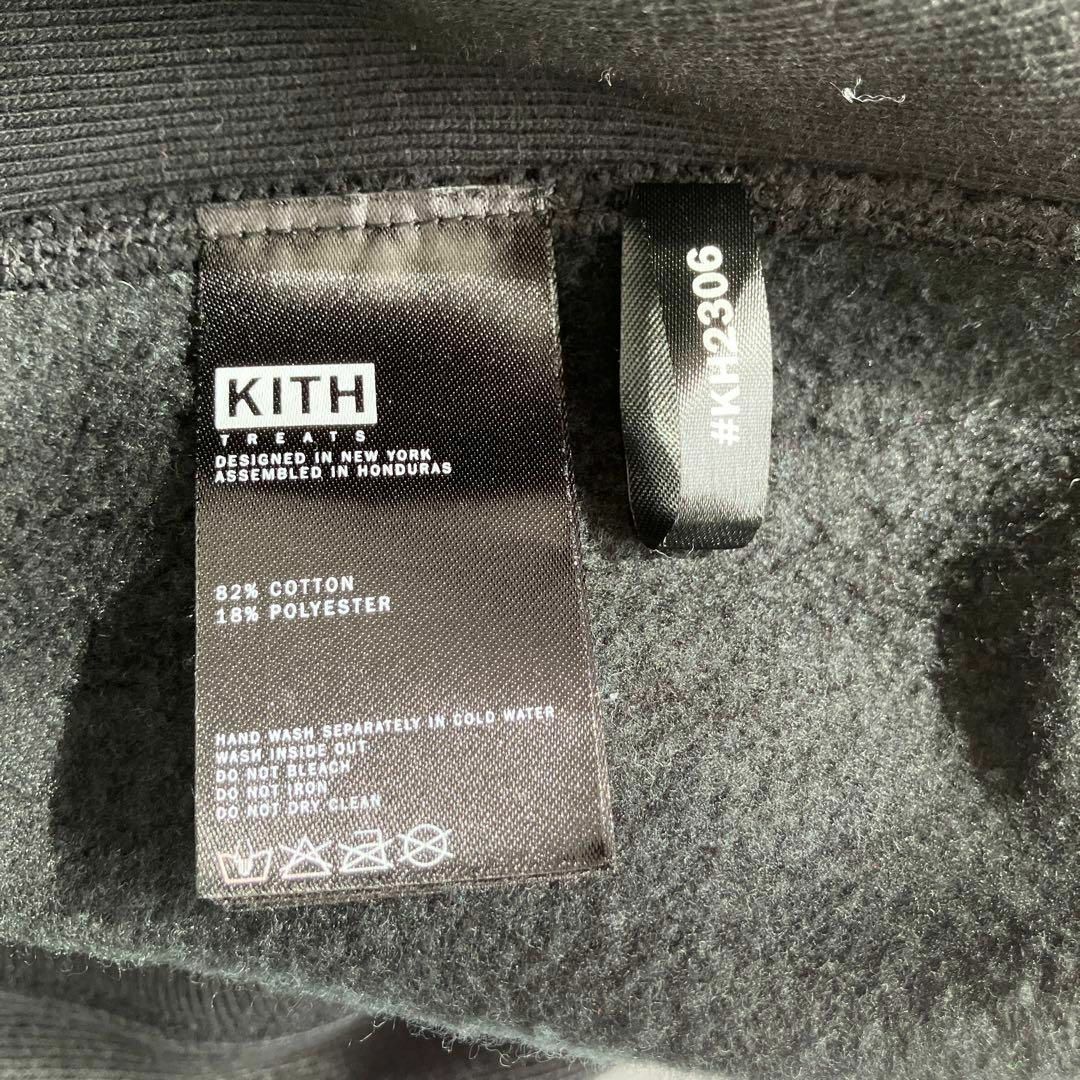 KITH
TREATS
DESIGNED IN NEW YORK
ASSEMBLED IN HONDURAS
82% COTTON
18% POLYESTER
HAND WASH SEPARATELY IN COLD WATER
WASH INSIDE OUT
DO NOT BLEACH
DO NOT IRON
DO NOT DRY CLEAN
#KH2306